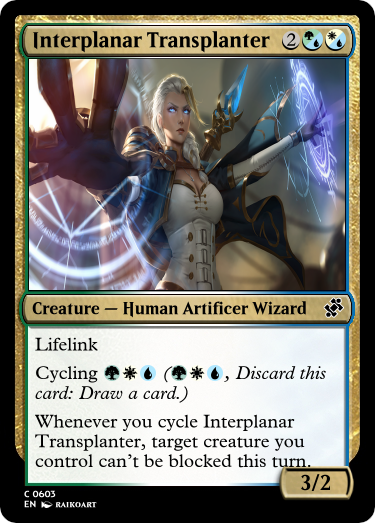 Interplanar Transplanter 2
Creature — Human Artificer Wizard
Lifelink
Cycling (, Discard this
card: Draw a card.)
Whenever you cycle Interplanar
Transplanter, target creature you
control can't be blocked this turn.
3/2
C 0603
EN RAIKOART